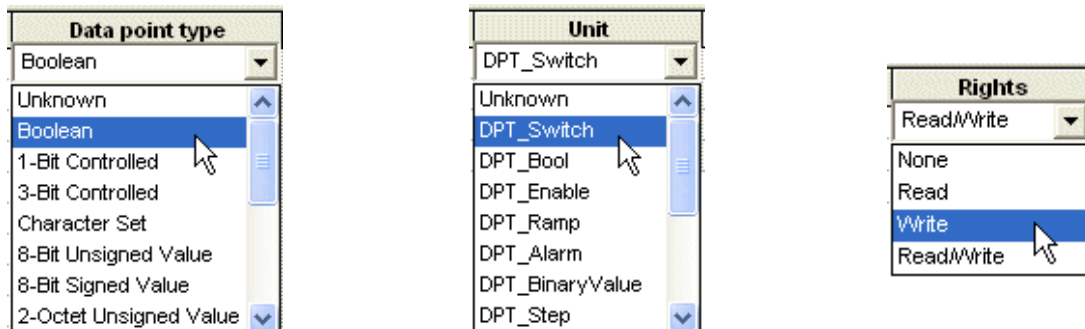 Data point type
Boolean
Unknown
Boolean
1-Bit Controlled
3-Bit Controlled
Character Set
8-Bit Unsigned Value
8-Bit Signed Value
2-Octet Unsigned Value
Unit
DPT_Switch
Unknown
DPT_Switch
DPT_Bool
DPT_Enable
DPT_Ramp
DPT_Alarm
DPT_BinaryValue
DPT_Step
Rights
Read/Write
None
Read
Write
Read/Write